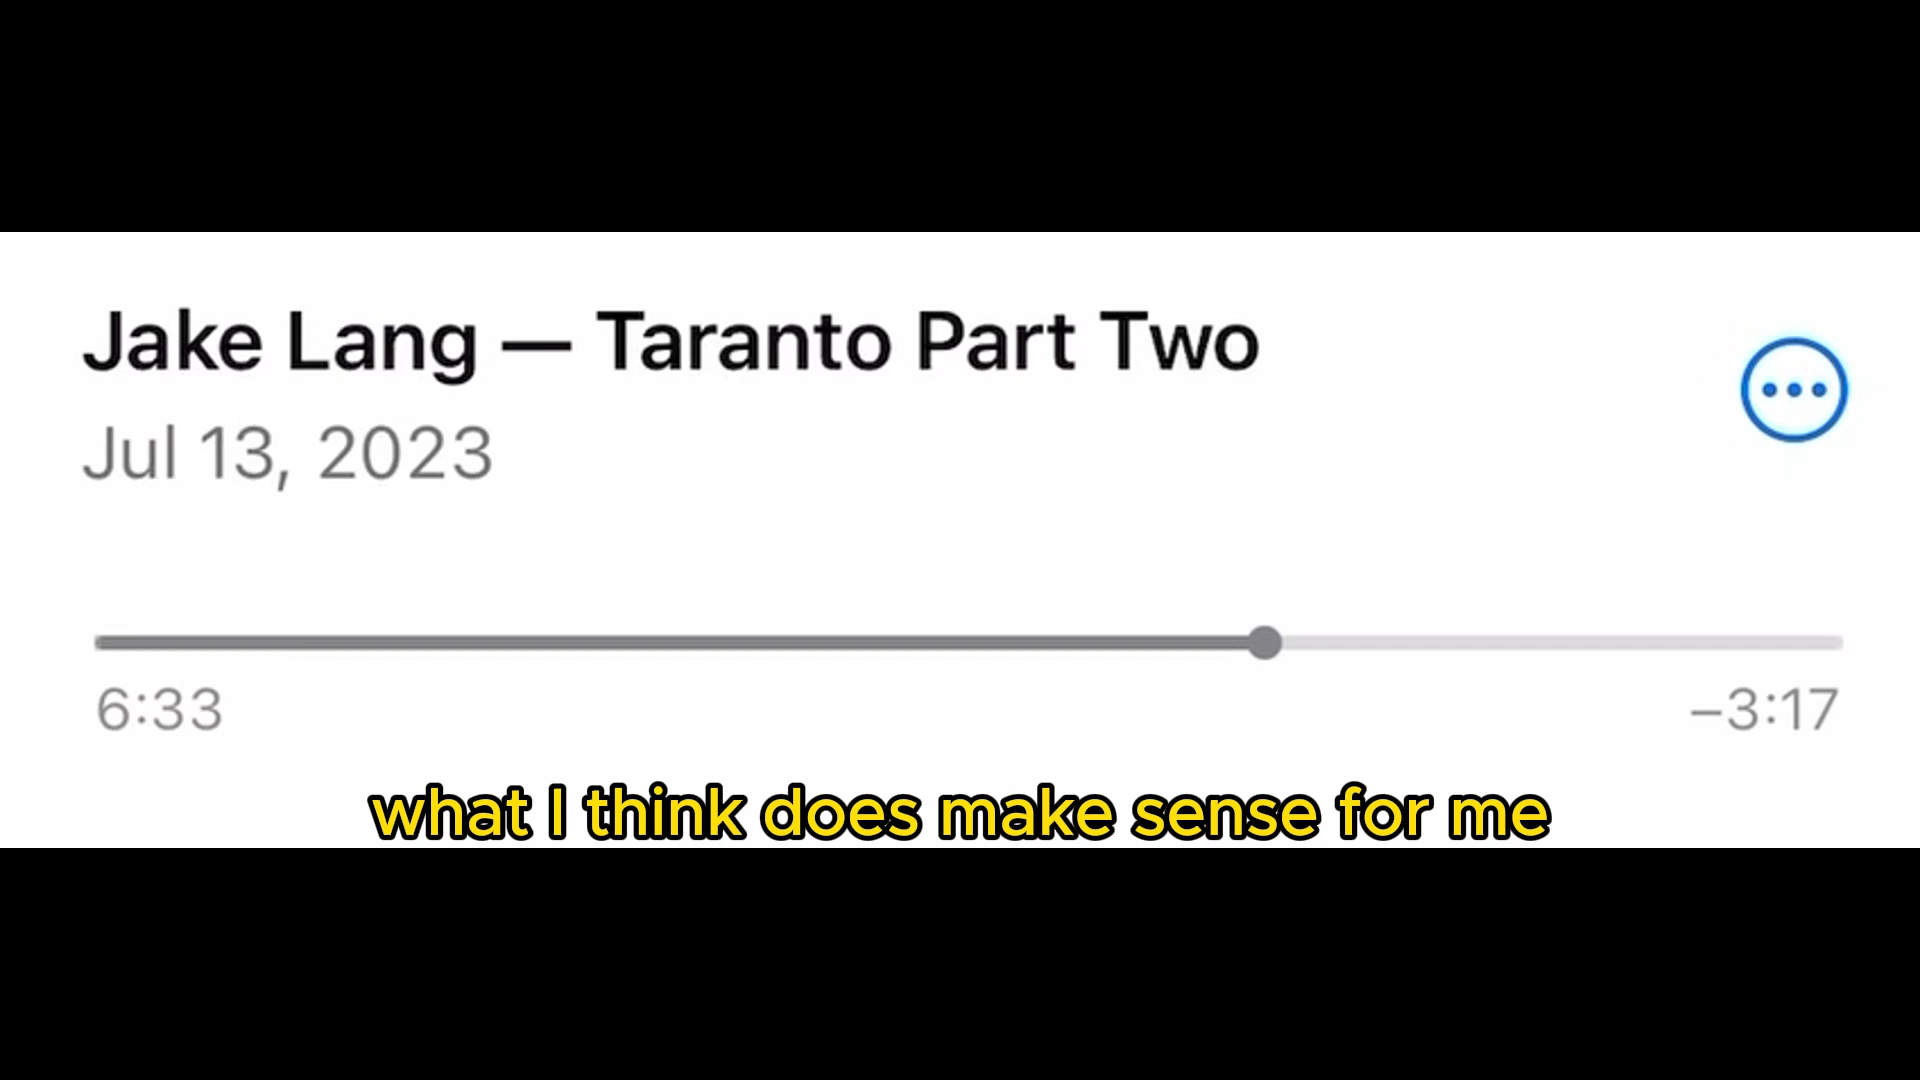 Jake Lang — Taranto Part Two
Jul 13, 2023
6:33
–3:17
what I think does make sense for me